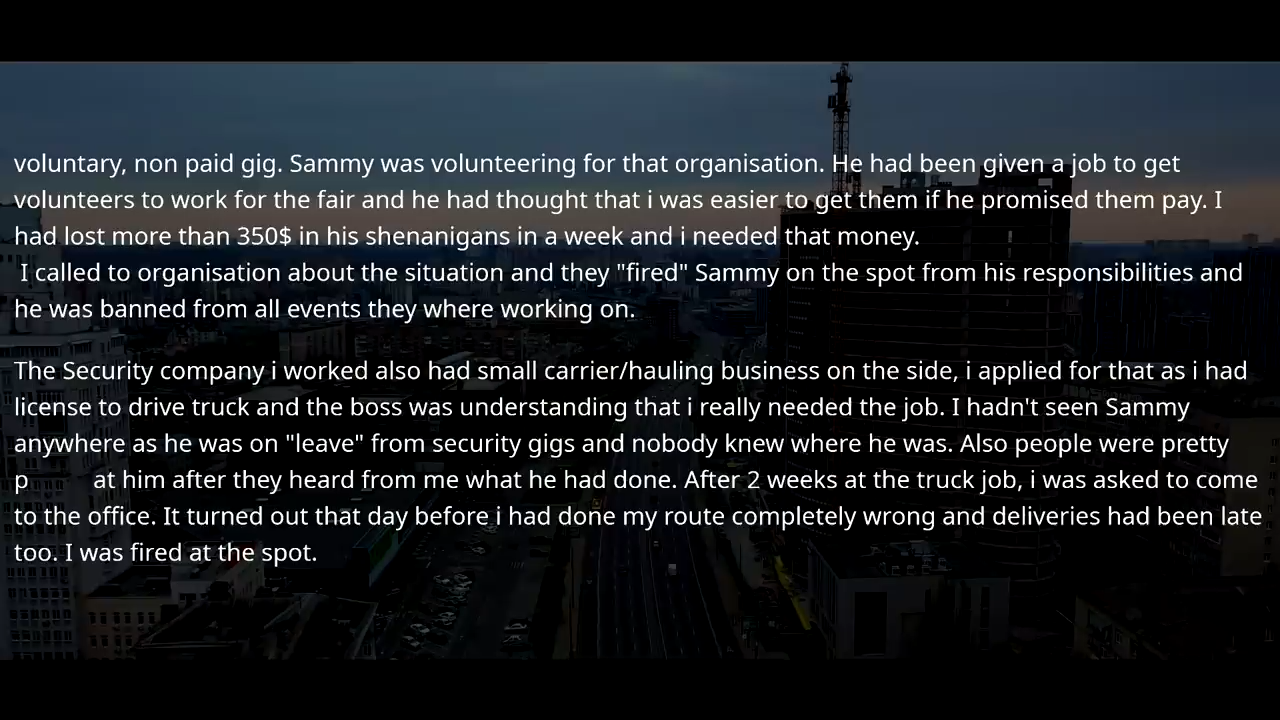 voluntary, non paid gig. Sammy was volunteering for that organisation. He had been given a job to get
volunteers to work for the fair and he had thought that i was easier to get them if he promised them pay. I
had lost more than 350$ in his shenanigans in a week and i needed that money.
I called to organisation about the situation and they "fired" Sammy on the spot from his responsibilities and
he was banned from all events they where working on.
The Security company i worked also had small carrier/hauling business on the side, i applied for that as i had
license to drive truck and the boss was understanding that i really needed the job. I hadn't seen Sammy
anywhere as he was on "leave" from security gigs and nobody knew where he was. Also people were pretty
p at him after they heard from me what he had done. After 2 weeks at the truck job, i was asked to come
to the office. It turned out that day before i had done my route completely wrong and deliveries had been late
too. I was fired at the spot.